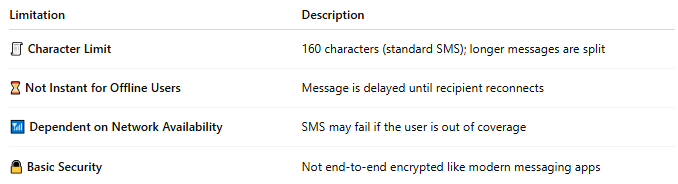 Limitation Description
🧾 Character Limit 160 characters (standard SMS); longer messages are split
⏳ Not Instant for Offline Users Message is delayed until recipient reconnects
📶 Dependent on Network Availability SMS may fail if the user is out of coverage
🔒 Basic Security Not end-to-end encrypted like modern messaging apps